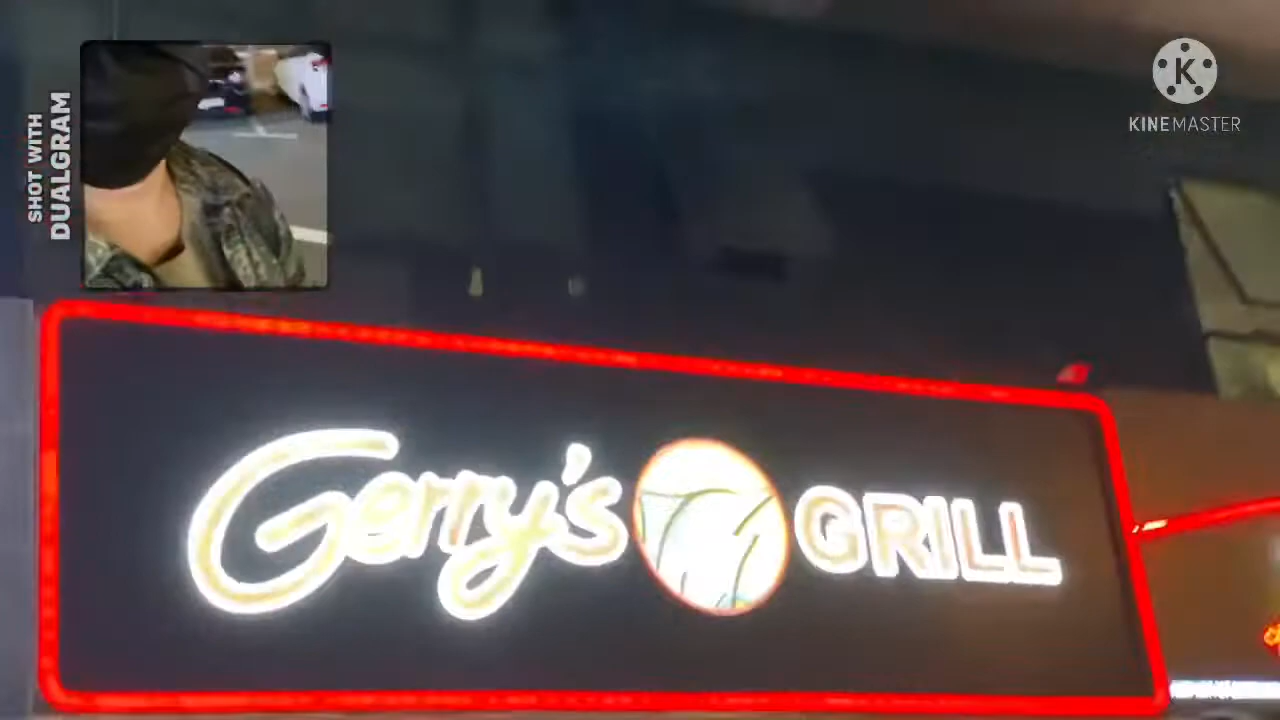 SHOT WITH
DUALGRAM
K
KINEMASTER
Gerry's GRILL